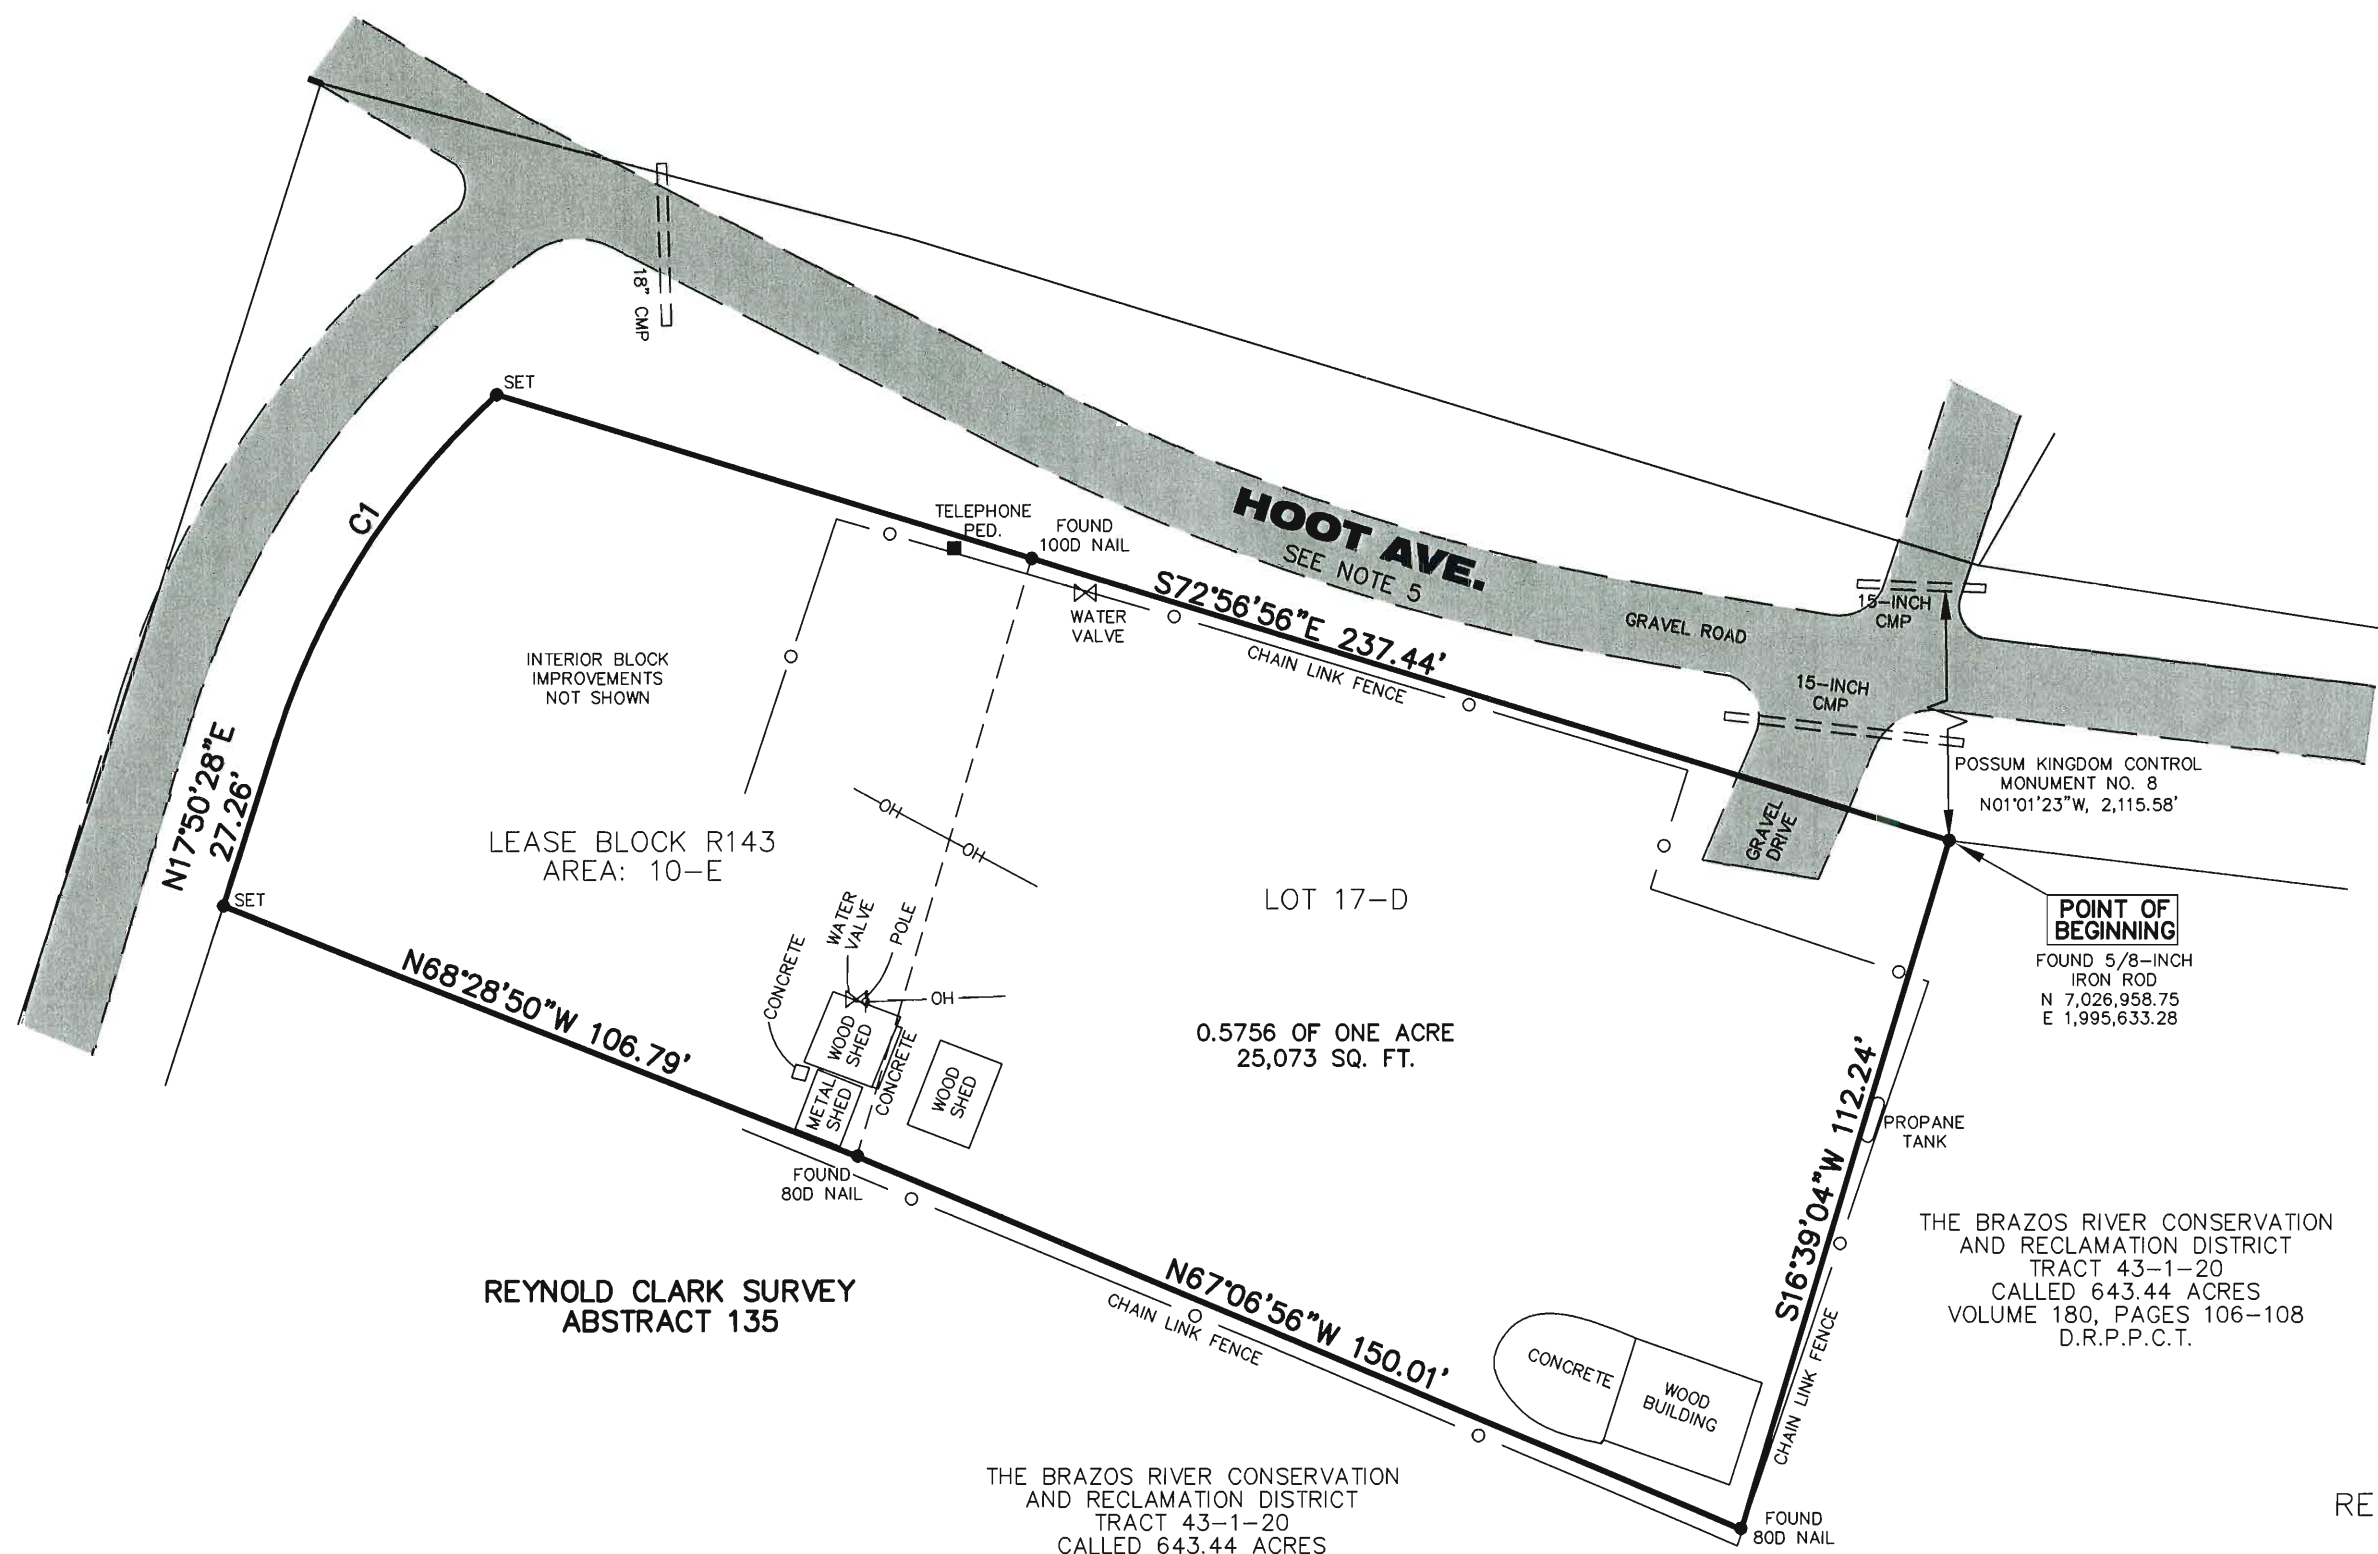 18" CMP
SET
C1
TELEPHONE
PED.
FOUND
100D NAIL
HOOT AVE.
SEE NOTE 5
S72°56'56"E 237.44'
WATER
VALVE
CHAIN LINK FENCE
GRAVEL ROAD
15-INCH
CMP
15-INCH
CMP
POSSUM KINGDOM CONTROL
MONUMENT NO. 8
N01°01'23"W, 2,115.58'
GRAVEL
DRIVE
INTERIOR BLOCK
IMPROVEMENTS
NOT SHOWN
N17°50'28"E
27.26'
LEASE BLOCK R143
AREA: 10-E
OH
OH
LOT 17-D
POINT OF
BEGINNING
FOUND 5/8-INCH
IRON ROD
N 7,026,958.75
E 1,995,633.28
SET
N68°28'50"W 106.79'
CONCRETE
WATER
VALVE
POLE
OH
WOOD
SHED
CONCRETE
METAL
SHED
WOOD
SHED
0.5756 OF ONE ACRE
25,073 SQ. FT.
S16°39'04"W 112.24'
PROPANE
TANK
FOUND
80D NAIL
REYNOLD CLARK SURVEY
ABSTRACT 135
N67°06'56"W 150.01'
CHAIN LINK FENCE
CONCRETE
WOOD
BUILDING
CHAIN LINK FENCE
THE BRAZOS RIVER CONSERVATION
AND RECLAMATION DISTRICT
TRACT 43-1-20
CALLED 643.44 ACRES
VOLUME 180, PAGES 106-108
D.R.P.P.C.T.
THE BRAZOS RIVER CONSERVATION
AND RECLAMATION DISTRICT
TRACT 43-1-20
CALLED 643.44 ACRES
FOUND
80D NAIL
RE